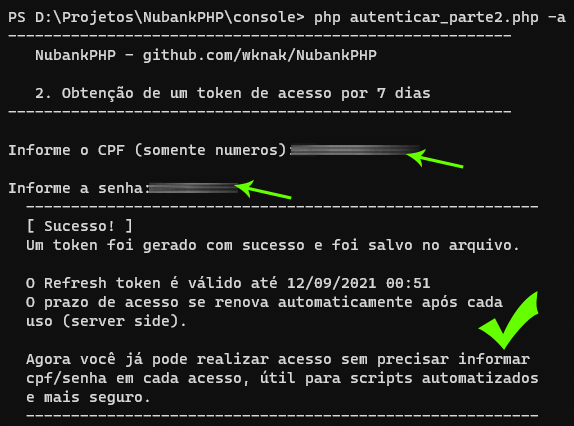 PS D:\Projetos\NubankPHP\console> php autenticar_parte2.php -a
--------------------------------------------------------
NubankPHP - github.com/wknak/NubankPHP
2. Obtenção de um token de acesso por 7 dias
--------------------------------------------------------
Informe o CPF (somente numeros):
Informe a senha:
---------------------------------------------------------
[ Sucesso! ]
Um token foi gerado com sucesso e foi salvo no arquivo.
O Refresh token é válido até 12/09/2021 00:51
O prazo de acesso se renova automaticamente após cada
uso (server side).
Agora você já pode realizar acesso sem precisar informar
cpf/senha em cada acesso, útil para scripts automatizados
e mais seguro.
---------------------------------------------------------